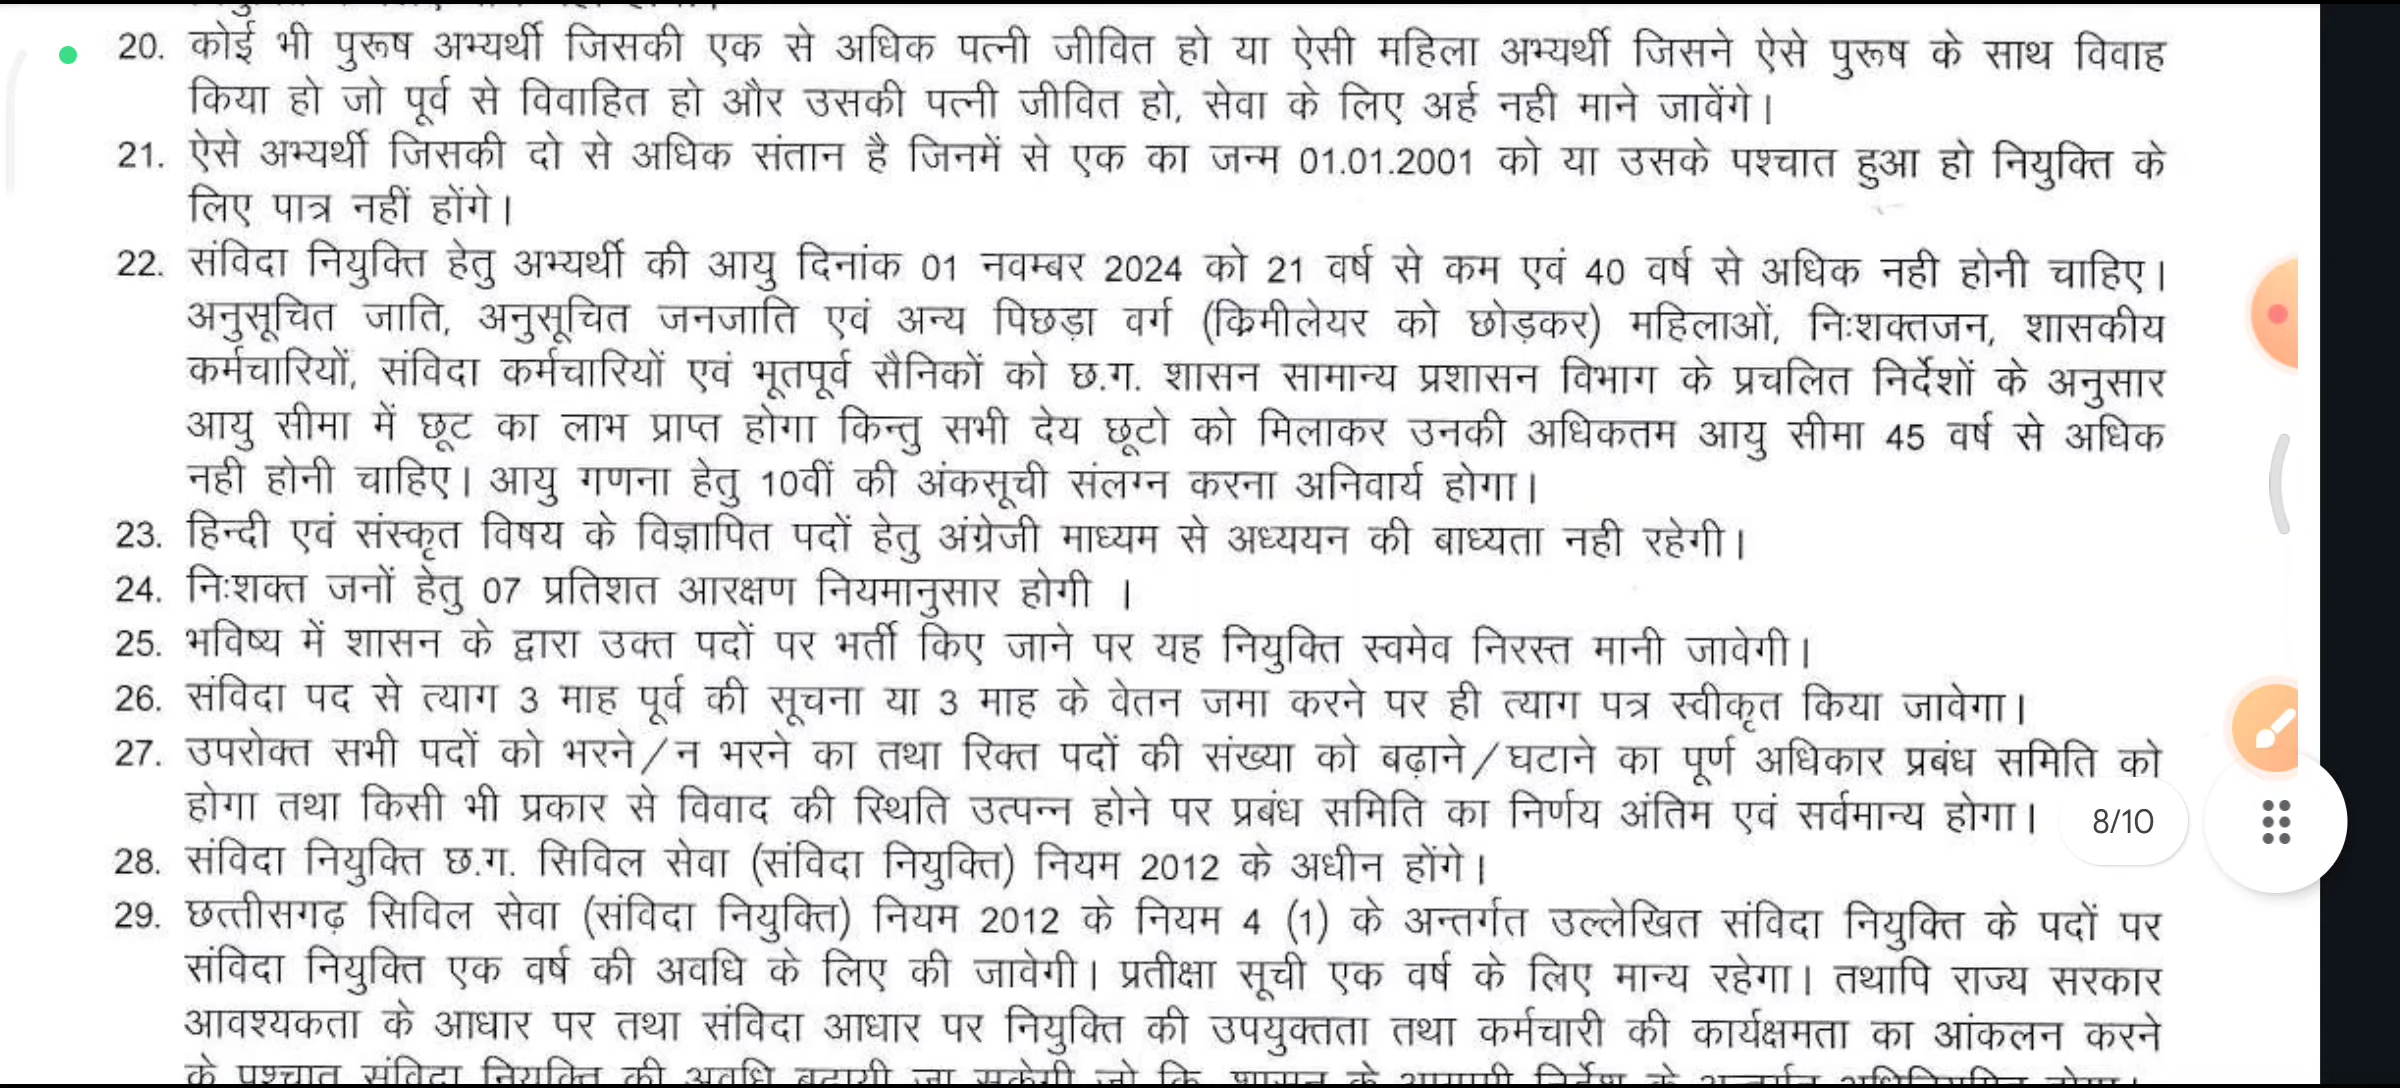 20. कोई भी पुरूष अभ्यर्थी जिसकी एक से अधिक पत्नी जीवित हो या ऐसी महिला अभ्यर्थी जिसने ऐसे पुरूष के साथ विवाह
किया हो जो पूर्व से विवाहित हो और उसकी पत्नी जीवित हो, सेवा के लिए अर्ह नही माने जावेंगे।
21. ऐसे अभ्यर्थी जिसकी दो से अधिक संतान है जिनमें से एक का जन्म 01.01.2001 को या उसके पश्चात हुआ हो नियुक्ति के
लिए पात्र नहीं होंगे।
22. संविदा नियुक्ति हेतु अभ्यर्थी की आयु दिनांक 01 नवम्बर 2024 को 21 वर्ष से कम एवं 40 वर्ष से अधिक नही होनी चाहिए।
अनुसूचित जाति, अनुसूचित जनजाति एवं अन्य पिछड़ा वर्ग (क्रिमीलेयर को छोड़कर) महिलाओं, निःशक्तजन, शासकीय
कर्मचारियों, संविदा कर्मचारियों एवं भूतपूर्व सैनिकों को छ.ग. शासन सामान्य प्रशासन विभाग के प्रचलित निर्देशों के अनुसार
आयु सीमा में छूट का लाभ प्राप्त होगा किन्तु सभी देय छूटो को मिलाकर उनकी अधिकतम आयु सीमा 45 वर्ष से अधिक
नही होनी चाहिए। आयु गणना हेतु 10वीं की अंकसूची संलग्न करना अनिवार्य होगा।
23. हिन्दी एवं संस्कृत विषय के विज्ञापित पदों हेतु अंग्रेजी माध्यम से अध्ययन की बाध्यता नही रहेगी।
24. निःशक्त जनों हेतु 07 प्रतिशत आरक्षण नियमानुसार होगी ।
25. भविष्य में शासन के द्वारा उक्त पदों पर भर्ती किए जाने पर यह नियुक्ति स्वमेव निरस्त मानी जावेगी।
26. संविदा पद से त्याग 3 माह पूर्व की सूचना या 3 माह के वेतन जमा करने पर ही त्याग पत्र स्वीकृत किया जावेगा।
27. उपरोक्त सभी पदों को भरने/न भरने का तथा रिक्त पदों की संख्या को बढ़ाने/घटाने का पूर्ण अधिकार प्रबंध समिति को
होगा तथा किसी भी प्रकार से विवाद की स्थिति उत्पन्न होने पर प्रबंध समिति का निर्णय अंतिम एवं सर्वमान्य होगा।
8/10
28. संविदा नियुक्ति छ.ग. सिविल सेवा (संविदा नियुक्ति) नियम 2012 के अधीन होंगे।
29. छत्तीसगढ़ सिविल सेवा (संविदा नियुक्ति) नियम 2012 के नियम 4 (1) के अन्तर्गत उल्लेखित संविदा नियुक्ति के पदों पर
संविदा नियुक्ति एक वर्ष की अवधि के लिए की जावेगी। प्रतीक्षा सूची एक वर्ष के लिए मान्य रहेगा। तथापि राज्य सरकार
आवश्यकता के आधार पर तथा संविदा आधार पर नियुक्ति की उपयुक्तता तथा कर्मचारी की कार्यक्षमता का आंकलन करने
के पश्चात संविदा नियुक्ति की अवधि बढायी जा सकेगी जो कि शासन के